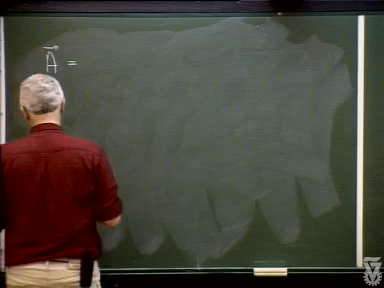 A⃗ =